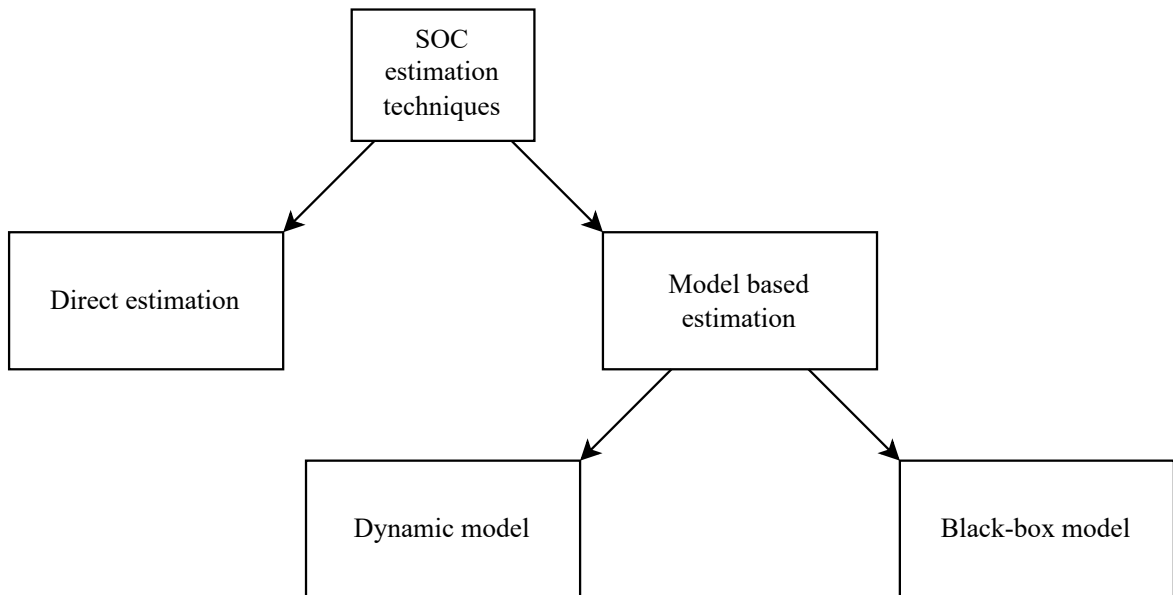 SOC
estimation
techniques
Direct estimation
Model based
estimation
Dynamic model
Black-box model